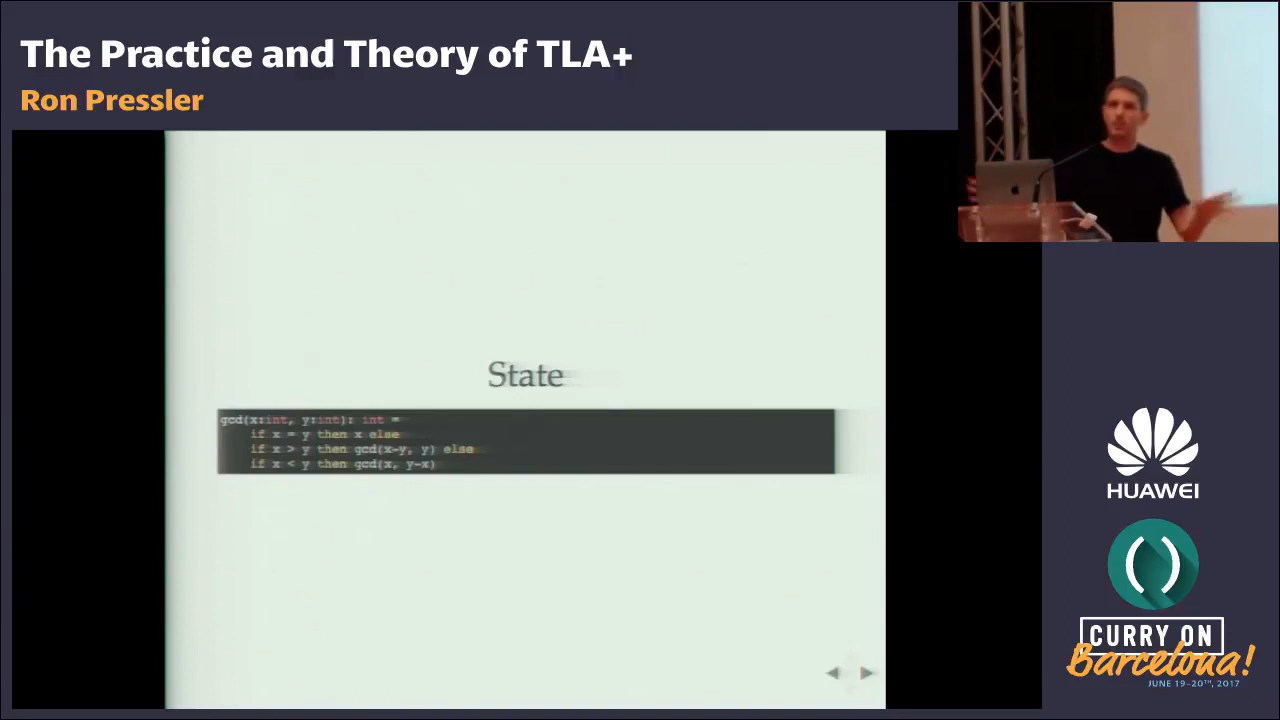 The Practice and Theory of TLA+
Ron Pressler
State
gcd(x:int, y:int): int =
if x = y then x else
if x > y then gcd(x-y, y) else
if x < y then gcd(x, y-x)
HUAWEI
CURRY ON
Barcelona!
JUNE 19-20TH, 2017